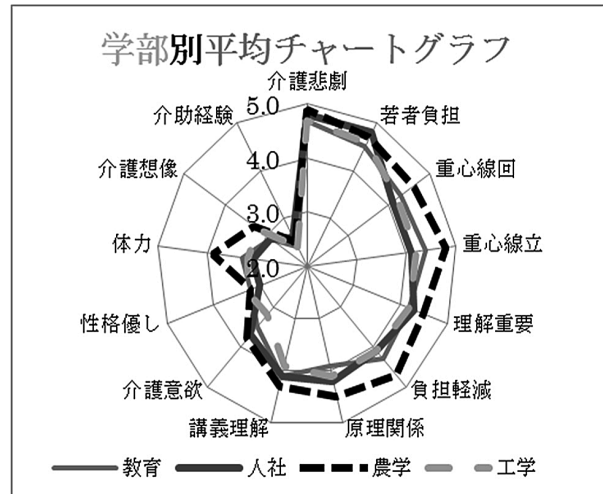 学部別平均チャートグラフ
介護悲劇
若者負担
重心線回
重心線立
理解重要
負担軽減
原理関係
講義理解
介護意欲
性格優し
体力
介護想像
介助経験
5.0
4.0
3.0
2.0
教育 人社 農学 工学